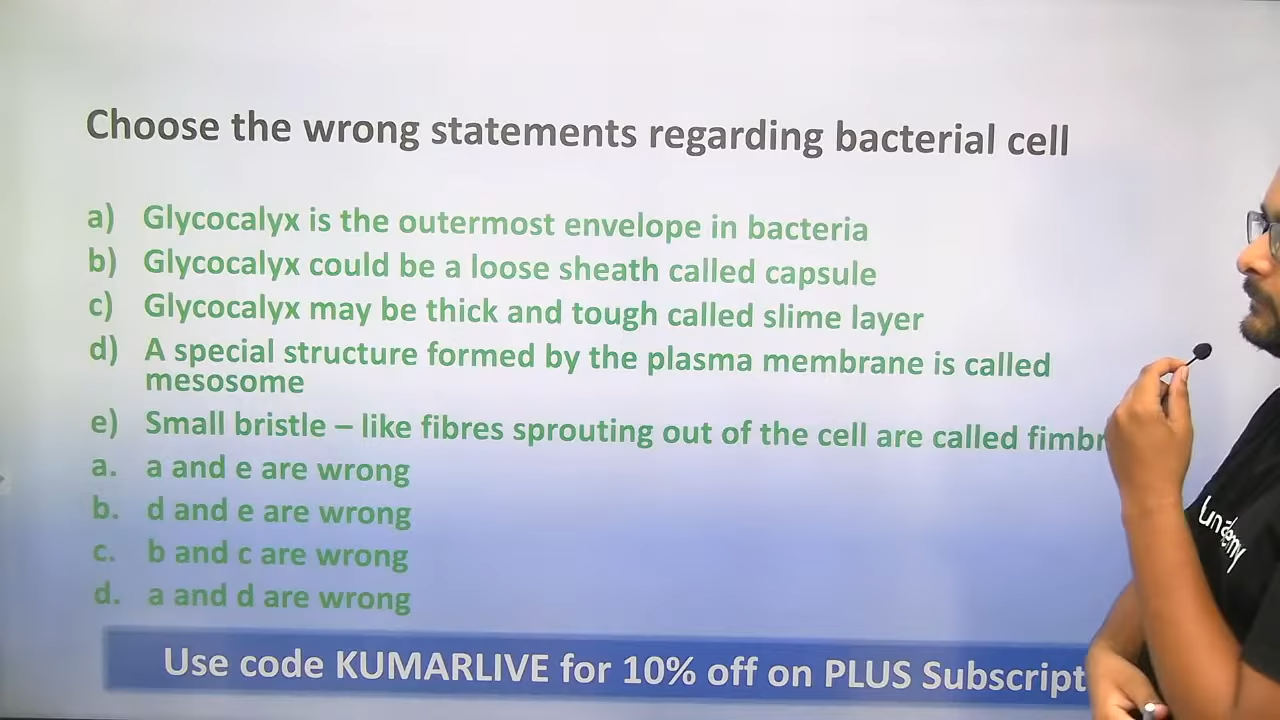 Choose the wrong statements regarding bacterial cell
a) Glycocalyx is the outermost envelope in bacteria
b) Glycocalyx could be a loose sheath called capsule
c) Glycocalyx may be thick and tough called slime layer
d) A special structure formed by the plasma membrane is called
mesosome
e) Small bristle – like fibres sprouting out of the cell are called
a. a and e are wrong
b. d and e are wrong
c. b and c are wrong
d. a and d are wrong
Use code KUMARLIVE for 10% off on PLUS